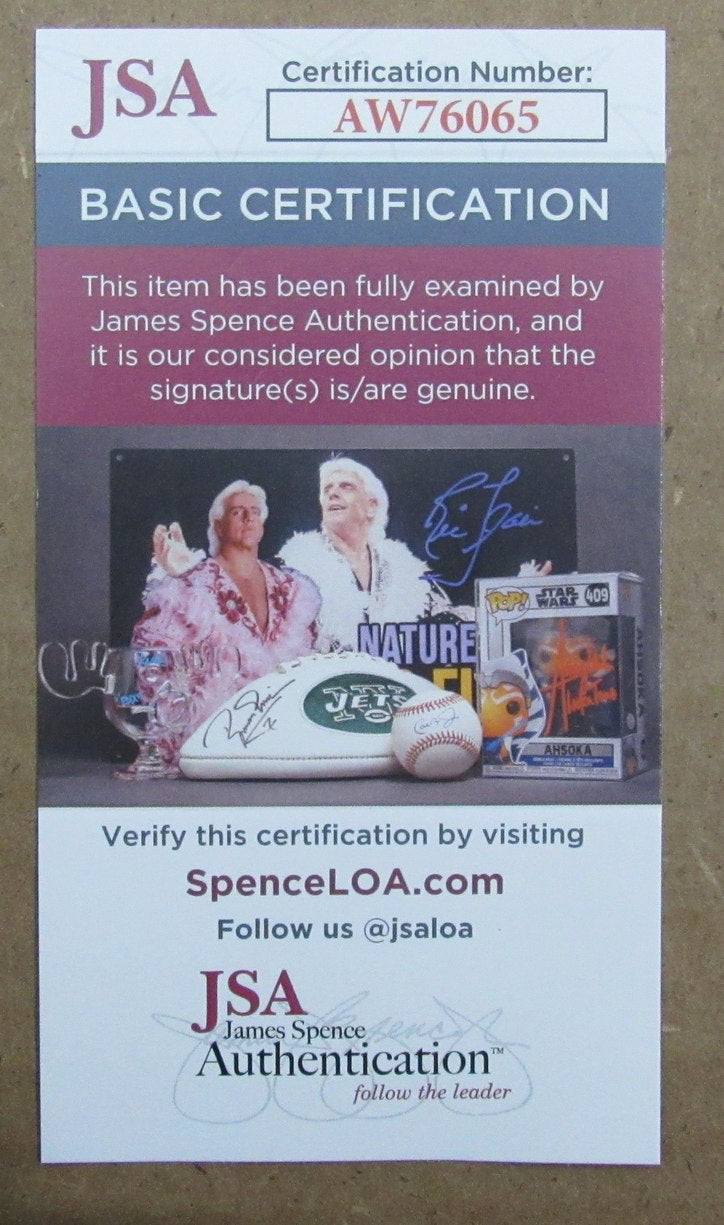 JSA
Certification Number:
AW76065
BASIC CERTIFICATION
This item has been fully examined by
James Spence Authentication, and
it is our considered opinion that the
signature(s) is/are genuine.
NATURE
JETS
POP!
STAR
WARS
409
AHSOKA
AHSOKA
Verify this certification by visiting
SpenceLOA.com
Follow us @jsaloa
JSA
James Spence
Authentication™
follow the leader